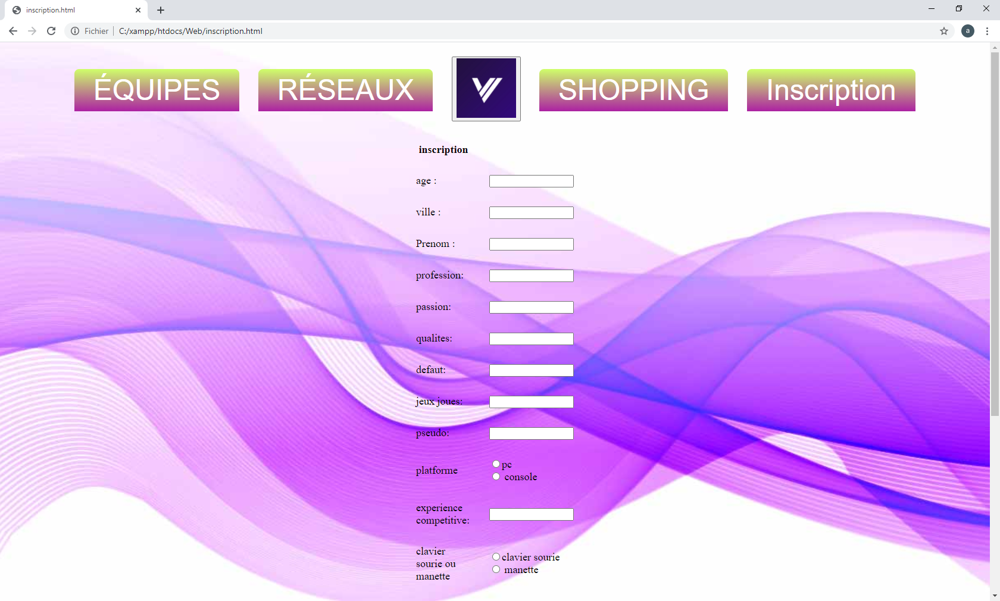 inscription.html
Fichier | C:/xampp/htdocs/Web/inscription.html
a
ÉQUIPES
RÉSEAUX
SHOPPING
Inscription
inscription
age :
ville :
Prenom :
profession:
passion:
qualites:
defaut:
jeux joues:
pseudo:
platforme
pc
console
experience
competitive:
clavier
sourie ou
manette
clavier sourie
manette